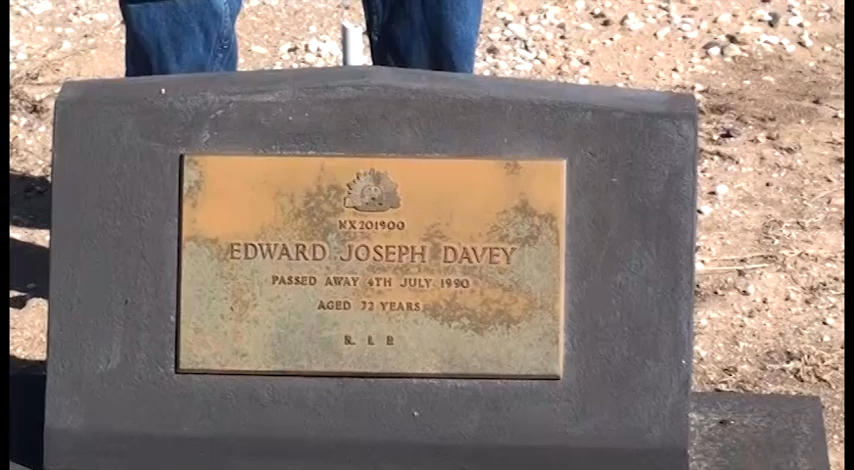 NX201900
EDWARD JOSEPH DAVEY
PASSED AWAY 4TH JULY 1990
AGED 72 YEARS
R. I. P